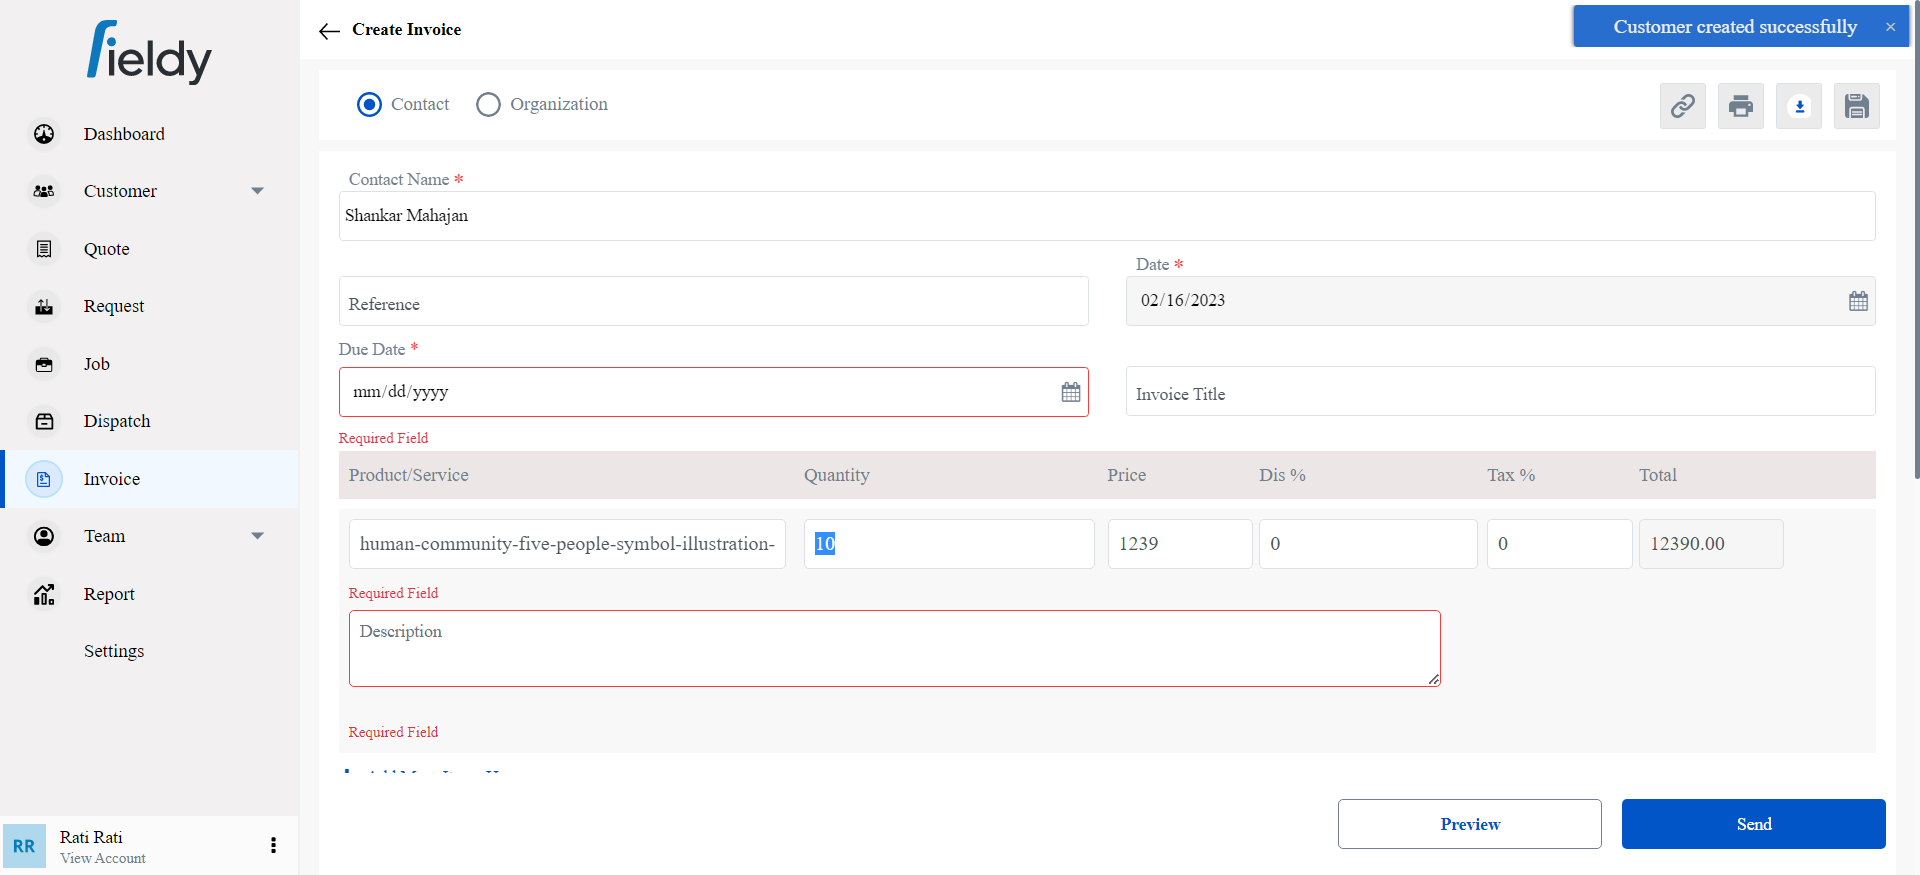 fieldy
Create Invoice
Customer created successfully ×
Contact
Organization
Dashboard
Customer
Quote
Request
Job
Dispatch
Invoice
Team
Report
Settings
Contact Name *
Shankar Mahajan
Reference
Date *
02/16/2023
Due Date *
mm/dd/yyyy
Invoice Title
Required Field
Product/Service Quantity Price Dis % Tax % Total
human-community-five-people-symbol-illustration- 10 1239 0 0 12390.00
Required Field
Description
Required Field
Preview
Send
RR
Rati Rati
View Account